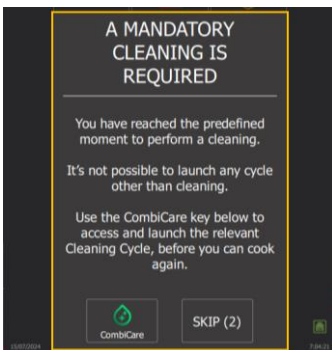 A MANDATORY
CLEANING IS
REQUIRED
You have reached the predefined
moment to perform a cleaning.
It's not possible to launch any cycle
other than cleaning.
Use the CombiCare key below to
access and launch the relevant
Cleaning Cycle, before you can cook
again.
CombiCare
SKIP (2)
15/07/2024
7:04:21